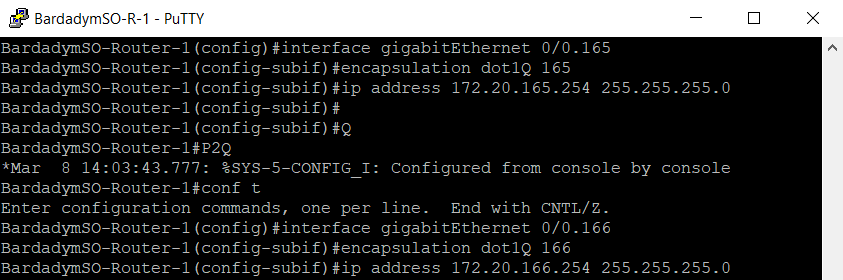 BardadymSO-R-1 - PuTTY
BardadymSO-Router-1(config)#interface gigabitEthernet 0/0.165
BardadymSO-Router-1(config-subif)#encapsulation dot1Q 165
BardadymSO-Router-1(config-subif)#ip address 172.20.165.254 255.255.255.0
BardadymSO-Router-1(config-subif)#
BardadymSO-Router-1(config-subif)#Q
BardadymSO-Router-1#P2Q
*Mar  8 14:03:43.777: %SYS-5-CONFIG_I: Configured from console by console
BardadymSO-Router-1#conf t
Enter configuration commands, one per line.  End with CNTL/Z.
BardadymSO-Router-1(config)#interface gigabitEthernet 0/0.166
BardadymSO-Router-1(config-subif)#encapsulation dot1Q 166
BardadymSO-Router-1(config-subif)#ip address 172.20.166.254 255.255.255.0